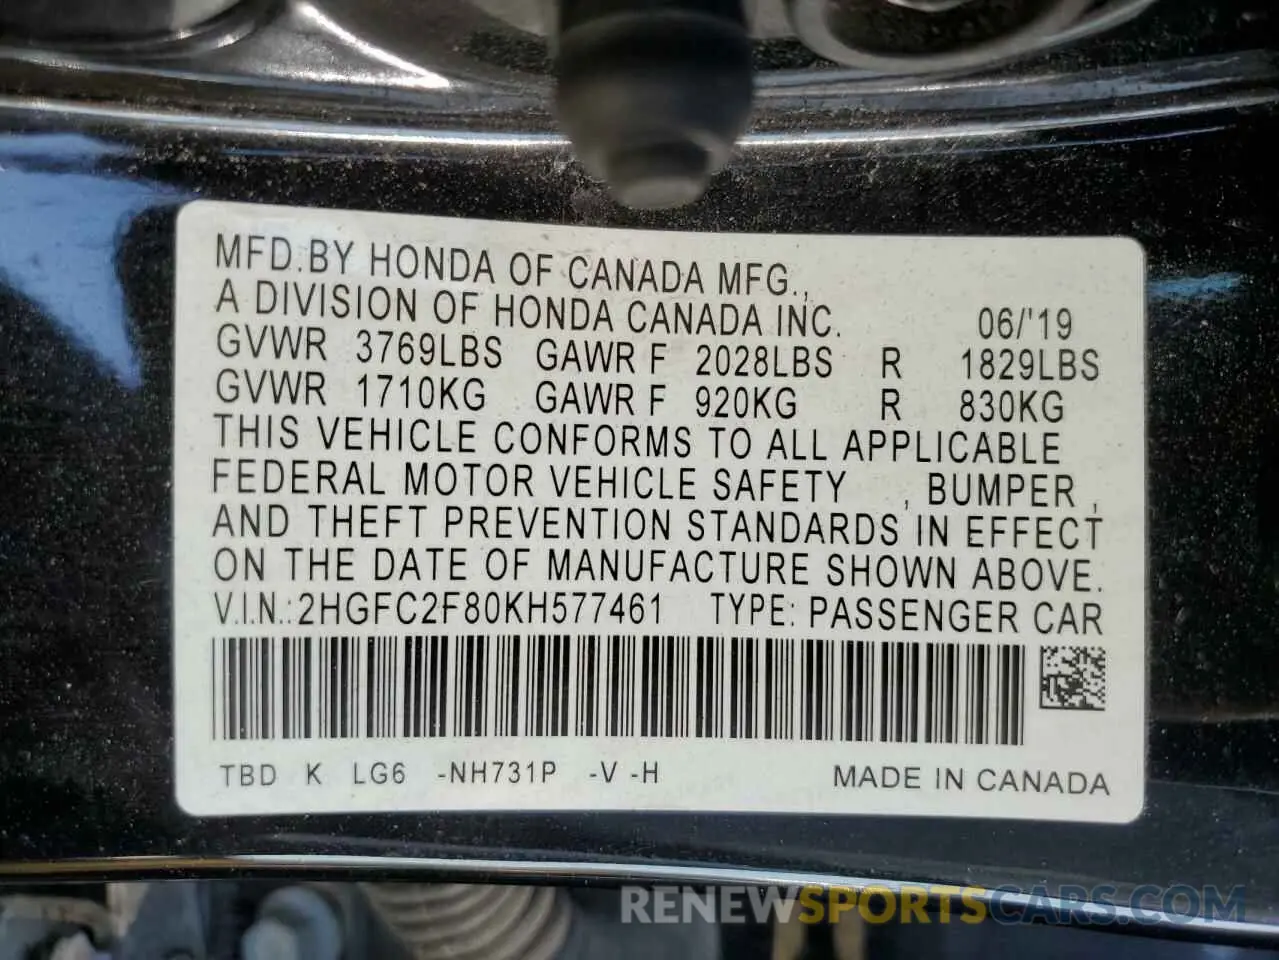 MFD.BY HONDA OF CANADA MFG.,
A DIVISION OF HONDA CANADA INC. 06/'19
GVWR 3769LBS GAWR F 2028LBS R 1829LBS
GVWR 1710KG GAWR F 920KG R 830KG
THIS VEHICLE CONFORMS TO ALL APPLICABLE
FEDERAL MOTOR VEHICLE SAFETY , BUMPER ,
AND THEFT PREVENTION STANDARDS IN EFFECT
ON THE DATE OF MANUFACTURE SHOWN ABOVE.
V.I.N.: 2HGFC2F80KH577461 TYPE: PASSENGER CAR
TBD K LG6 -NH731P -V -H MADE IN CANADA
RENEWSPORTSCARS.COM